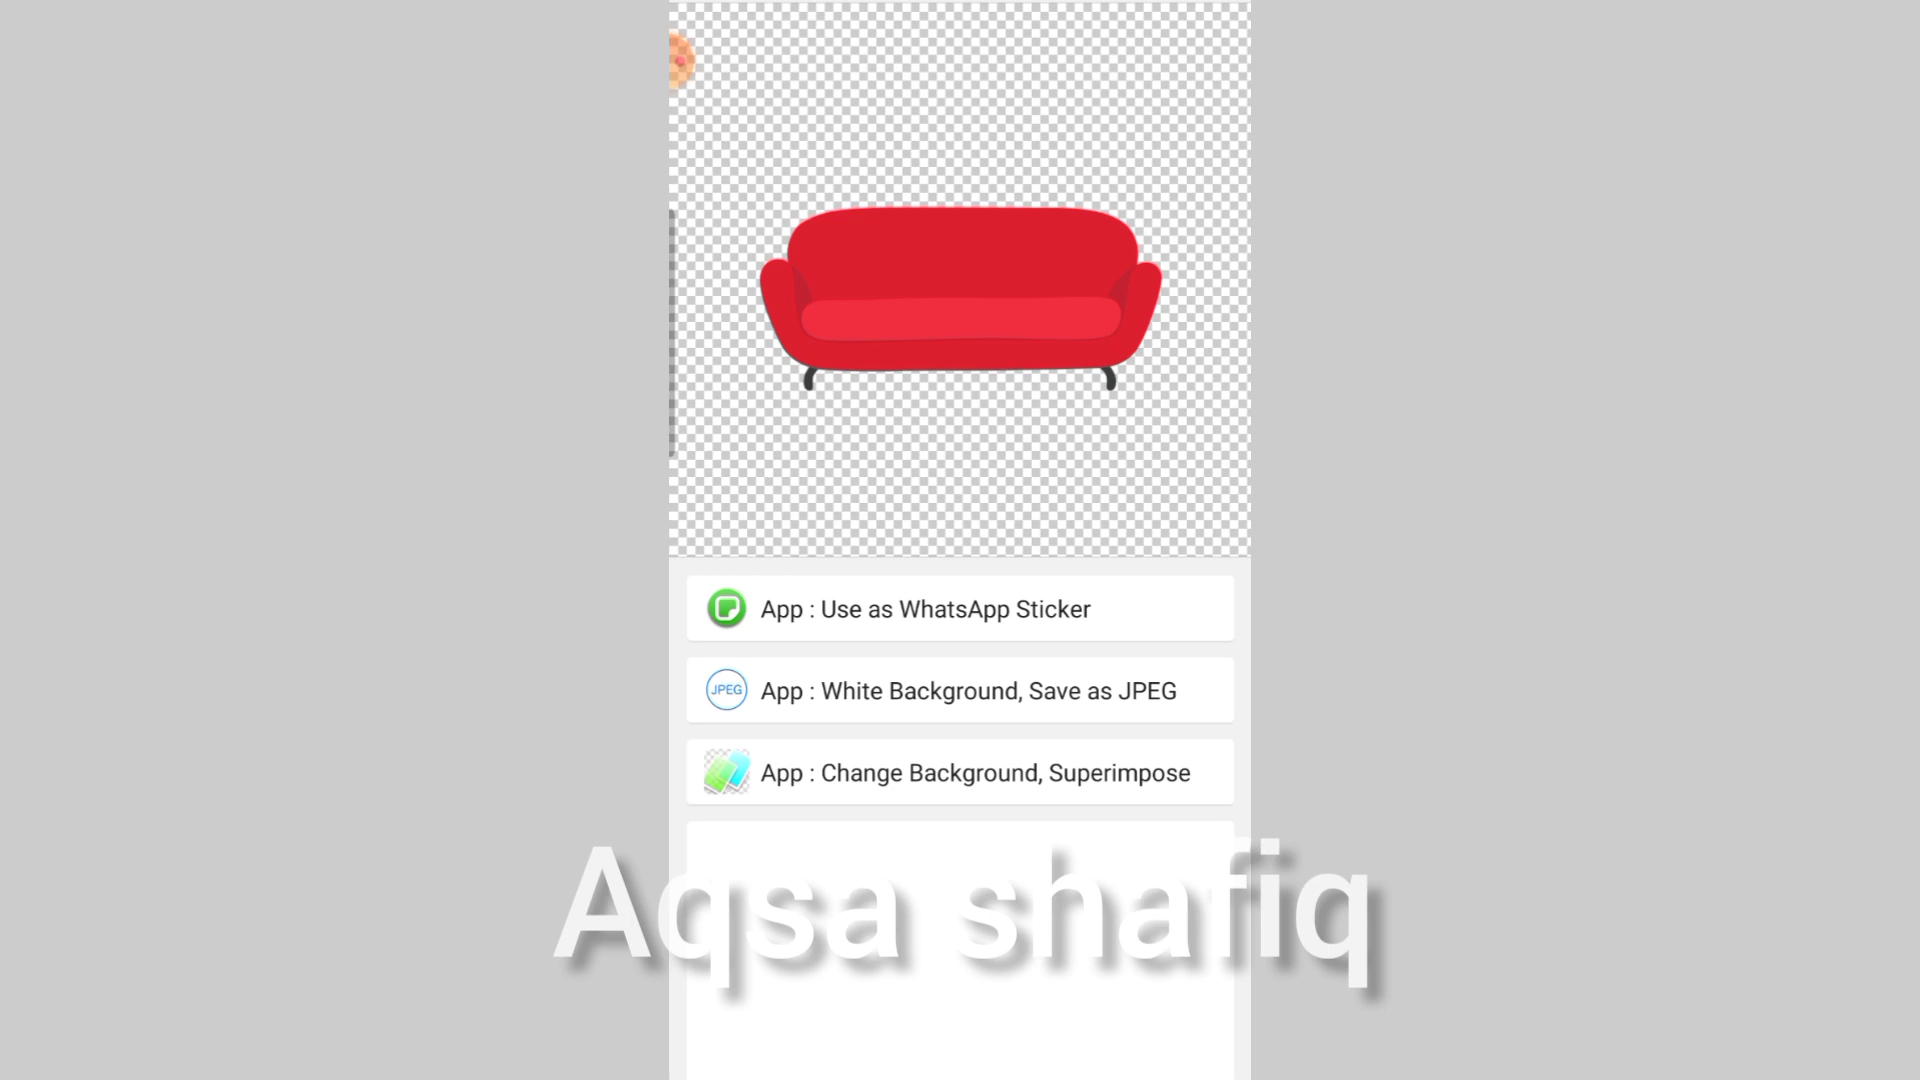 App : Use as WhatsApp Sticker
JPEG
App : White Background, Save as JPEG
App : Change Background, Superimpose
Aqsa shafiq